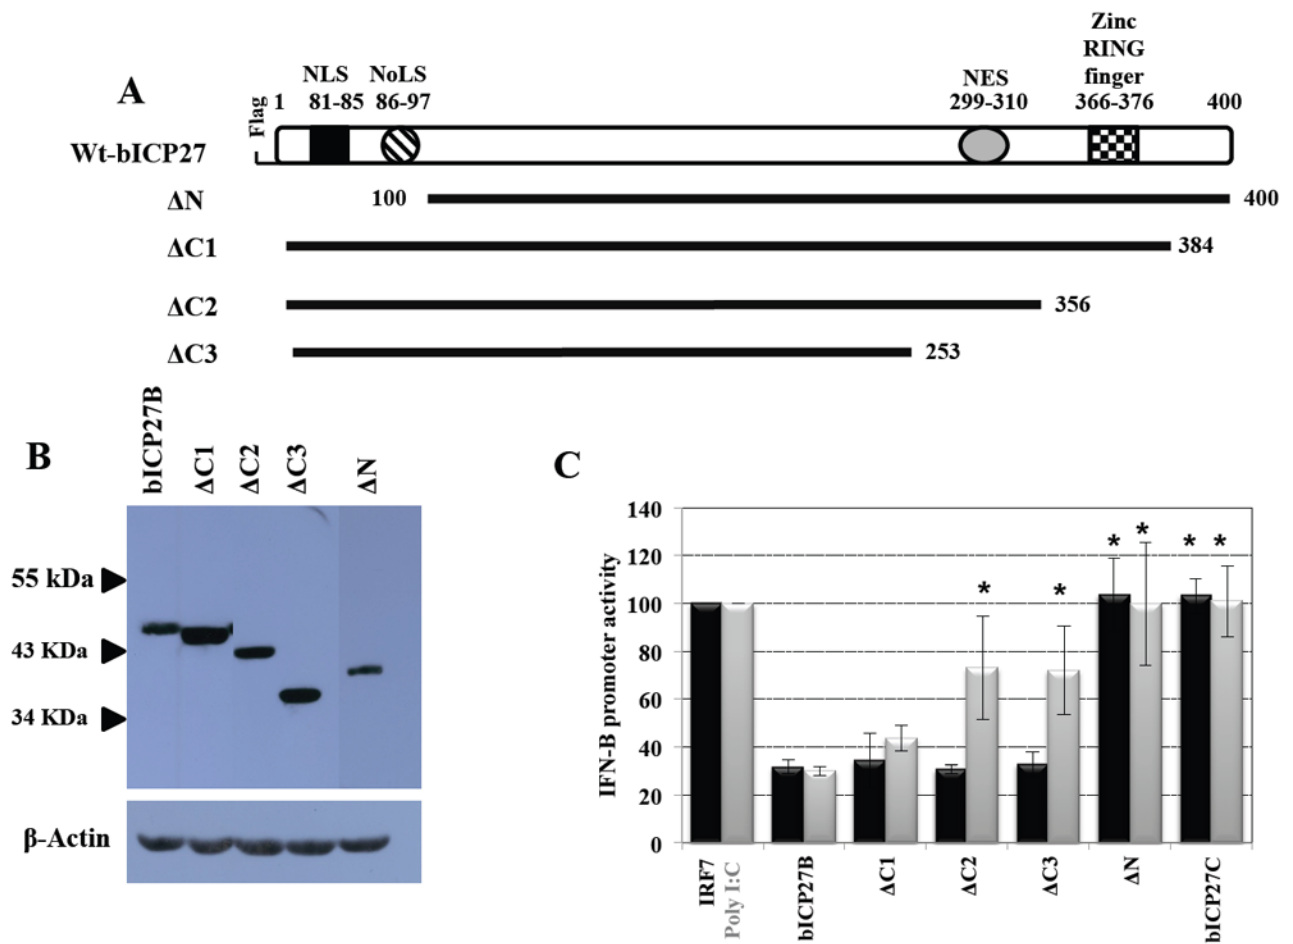 A
Flag
1
NLS
81-85
NoLS
86-97
NES
299-310
Zinc
RING
finger
366-376
400
Wt-bICP27
ΔN
100
400
ΔC1
384
ΔC2
356
ΔC3
253
B
bICP27B
ΔC1
ΔC2
ΔC3
ΔN
55 kDa
43 KDa
34 KDa
β-Actin
C
IFN-B promoter activity
140
120
100
80
60
40
20
0
* * * * * *
IRF7
Poly I:C
bICP27B
ΔC1
ΔC2
ΔC3
ΔN
bICP27C